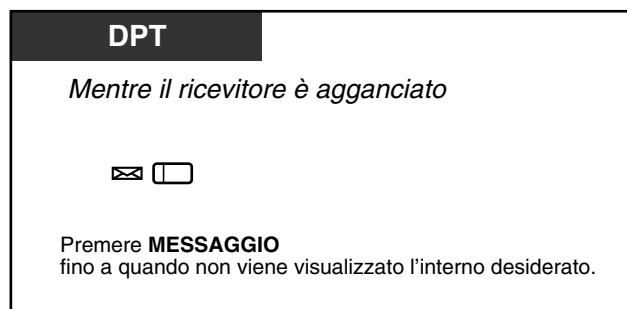 DPT
Mentre il ricevitore è agganciato
Premere MESSAGGIO
fino a quando non viene visualizzato l'interno desiderato.